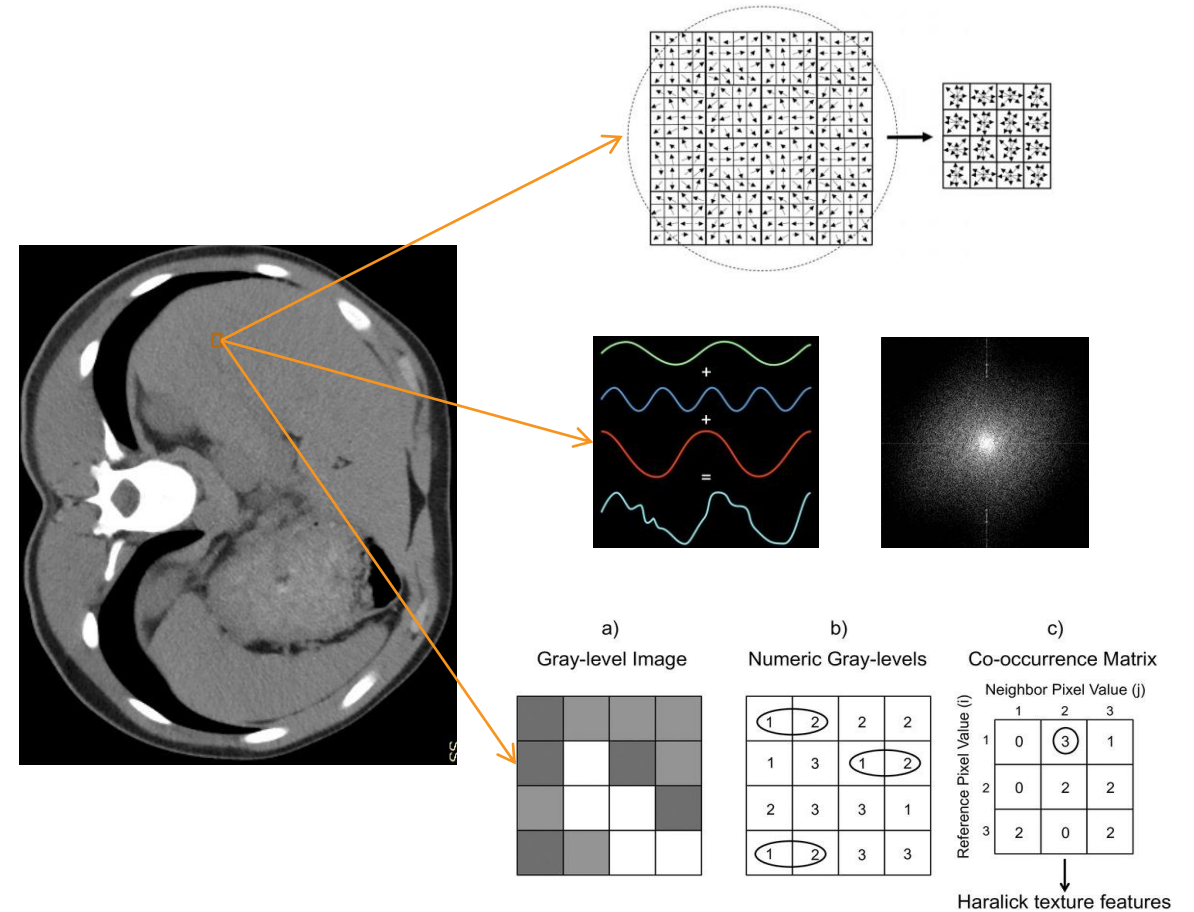 +
+
=
SS
a)
Gray-level Image
b)
Numeric Gray-levels
1 2 2 2
1 3 1 2
2 3 3 1
1 2 3 3
c)
Co-occurrence Matrix
Neighbor Pixel Value (j)
1 2 3
Reference Pixel Value (i)
1 0 3 1
2 0 2 2
3 2 0 2
Haralick texture features